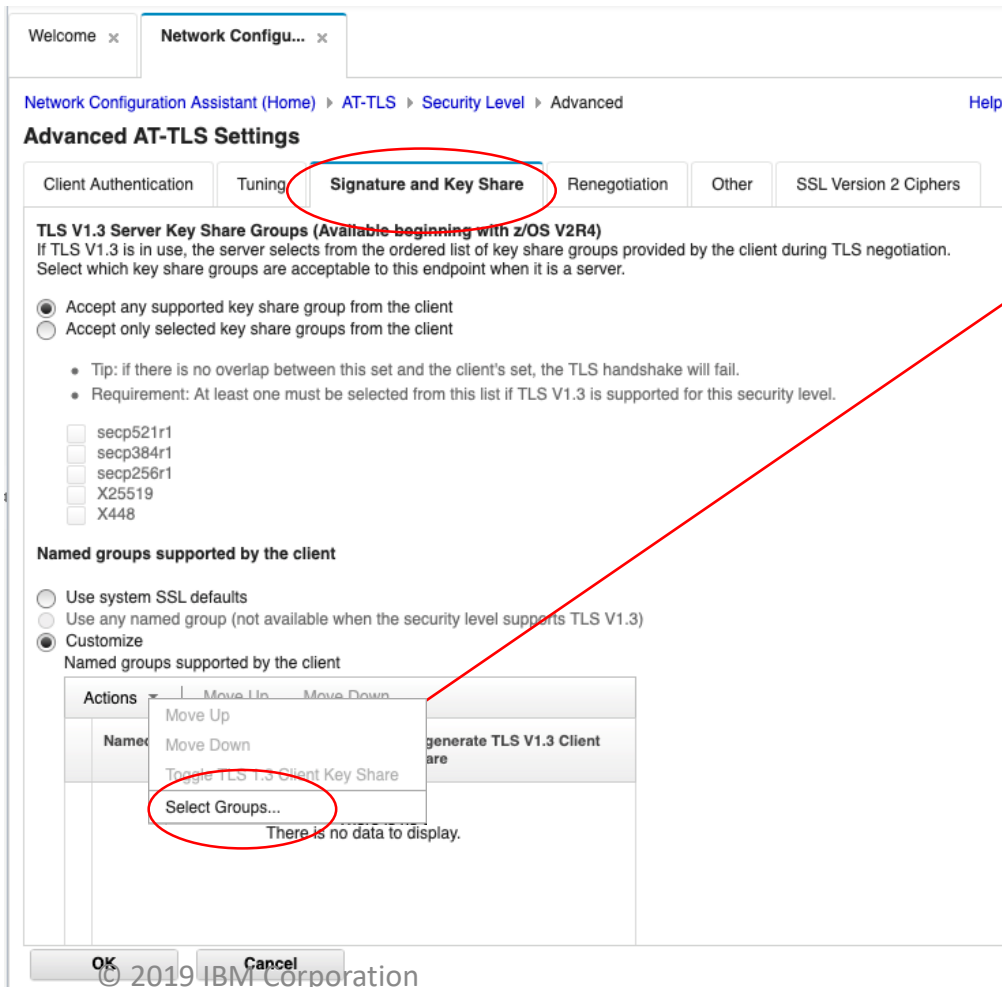 Welcome x Network Configu... x
Network Configuration Assistant (Home) ▸ AT-TLS ▸ Security Level ▸ Advanced Help
Advanced AT-TLS Settings
Client Authentication Tuning Signature and Key Share Renegotiation Other SSL Version 2 Ciphers
TLS V1.3 Server Key Share Groups (Available beginning with z/OS V2R4)
If TLS V1.3 is in use, the server selects from the ordered list of key share groups provided by the client during TLS negotiation.
Select which key share groups are acceptable to this endpoint when it is a server.
Accept any supported key share group from the client
Accept only selected key share groups from the client
• Tip: if there is no overlap between this set and the client's set, the TLS handshake will fail.
• Requirement: At least one must be selected from this list if TLS V1.3 is supported for this security level.
secp521r1
secp384r1
secp256r1
X25519
X448
Named groups supported by the client
Use system SSL defaults
Use any named group (not available when the security level supports TLS V1.3)
Customize
Named groups supported by the client
Actions Move Up Move Down
Move Up
generate TLS V1.3 Client
Move Down
Toggle TLS 1.3 Client Key Share
Select Groups...
There is no data to display.
OK Cancel
© 2019 IBM Corporation